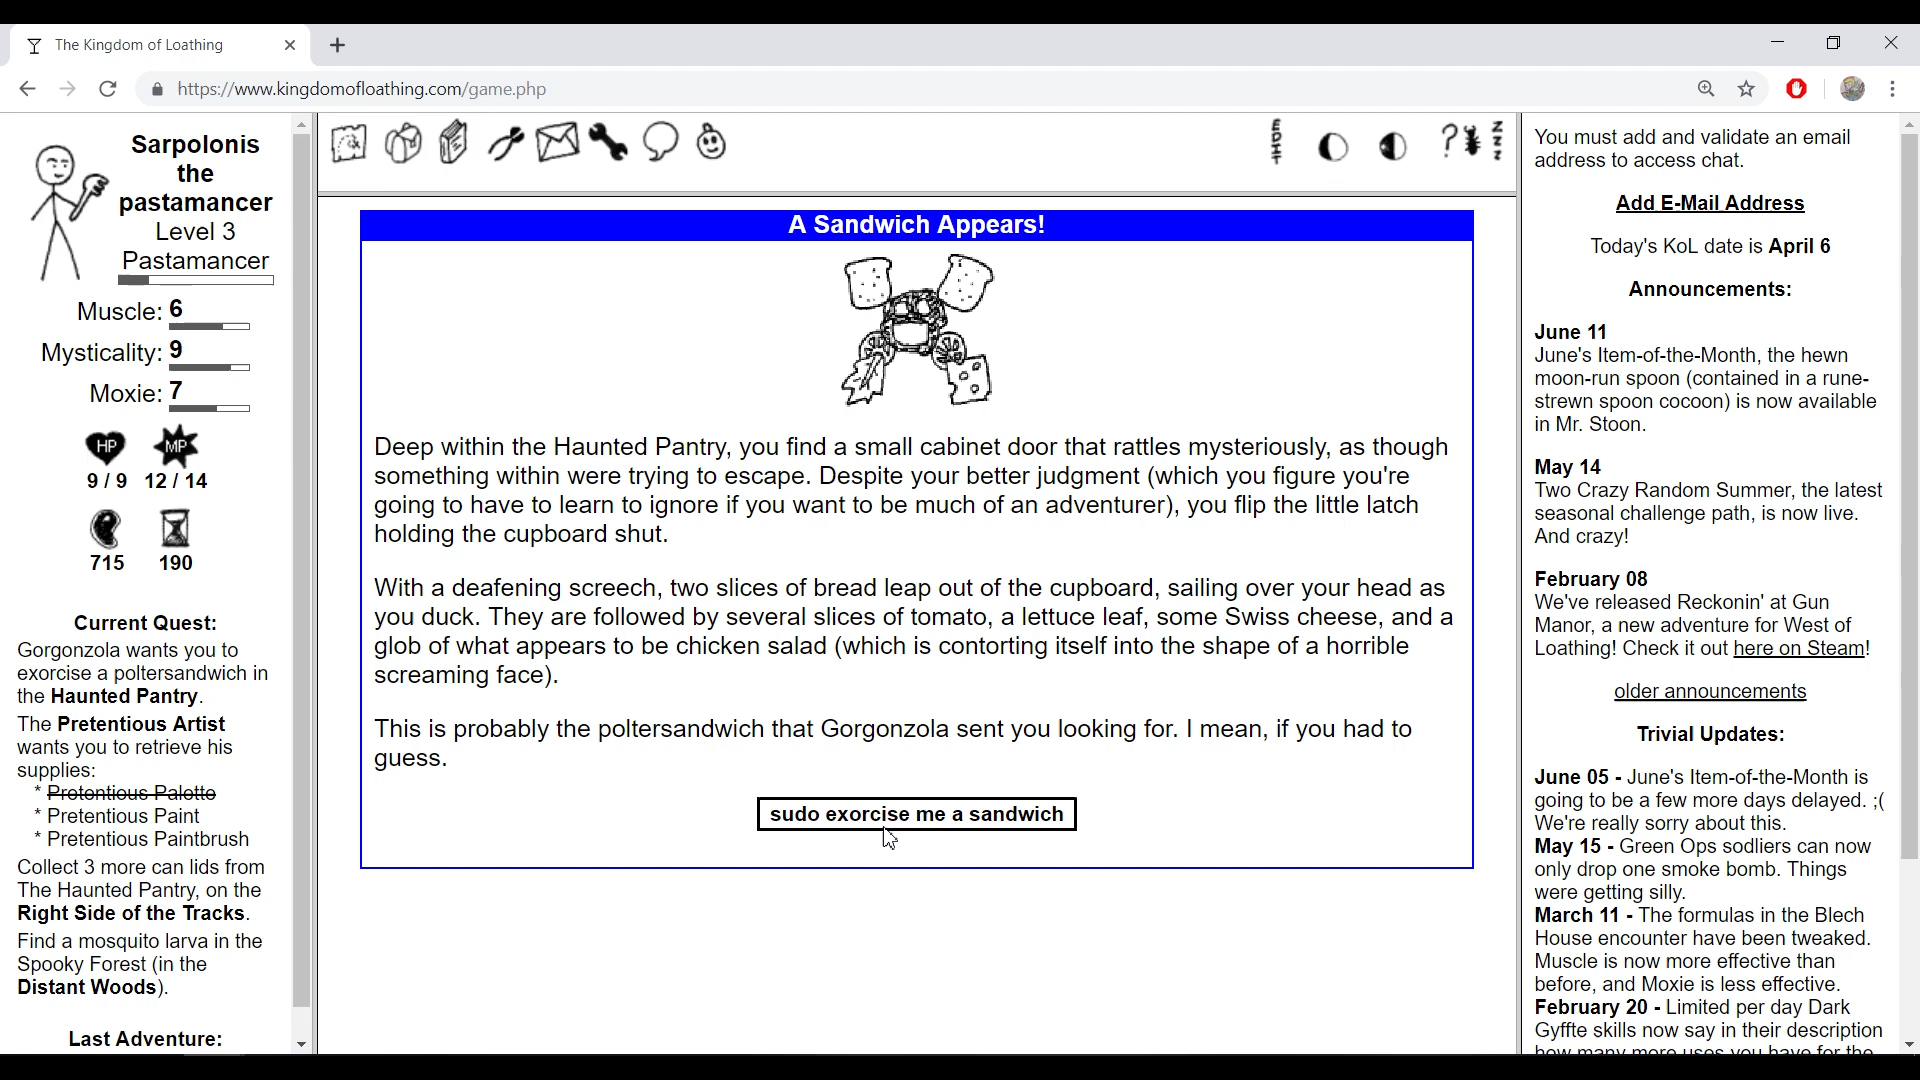 The Kingdom of Loathing
https://www.kingdomofloathing.com/game.php
Sarpolonis
the
pastamancer
Level 3
Pastamancer
Muscle: 6
Mysticality: 9
Moxie: 7
HP MP
9 / 9 12 / 14
715 190
Current Quest:
Gorgonzola wants you to
exorcise a poltersandwich in
the Haunted Pantry.
The Pretentious Artist
wants you to retrieve his
supplies:
* Pretentious Palette
* Pretentious Paint
* Pretentious Paintbrush
Collect 3 more can lids from
The Haunted Pantry, on the
Right Side of the Tracks.
Find a mosquito larva in the
Spooky Forest (in the
Distant Woods).
Last Adventure:
EDIT
?
ZZZ
A Sandwich Appears!
Deep within the Haunted Pantry, you find a small cabinet door that rattles mysteriously, as though
something within were trying to escape. Despite your better judgment (which you figure you're
going to have to learn to ignore if you want to be much of an adventurer), you flip the little latch
holding the cupboard shut.
With a deafening screech, two slices of bread leap out of the cupboard, sailing over your head as
you duck. They are followed by several slices of tomato, a lettuce leaf, some Swiss cheese, and a
glob of what appears to be chicken salad (which is contorting itself into the shape of a horrible
screaming face).
This is probably the poltersandwich that Gorgonzola sent you looking for. I mean, if you had to
guess.
sudo exorcise me a sandwich
You must add and validate an email
address to access chat.
Add E-Mail Address
Today's KoL date is April 6
Announcements:
June 11
June's Item-of-the-Month, the hewn
moon-run spoon (contained in a rune-
strewn spoon cocoon) is now available
in Mr. Stoon.
May 14
Two Crazy Random Summer, the latest
seasonal challenge path, is now live.
And crazy!
February 08
We've released Reckonin' at Gun
Manor, a new adventure for West of
Loathing! Check it out here on Steam!
older announcements
Trivial Updates:
June 05 - June's Item-of-the-Month is
going to be a few more days delayed. ;(
We're really sorry about this.
May 15 - Green Ops sodliers can now
only drop one smoke bomb. Things
were getting silly.
March 11 - The formulas in the Blech
House encounter have been tweaked.
Muscle is now more effective than
before, and Moxie is less effective.
February 20 - Limited per day Dark
Gyffte skills now say in their description
how many more uses you have for the